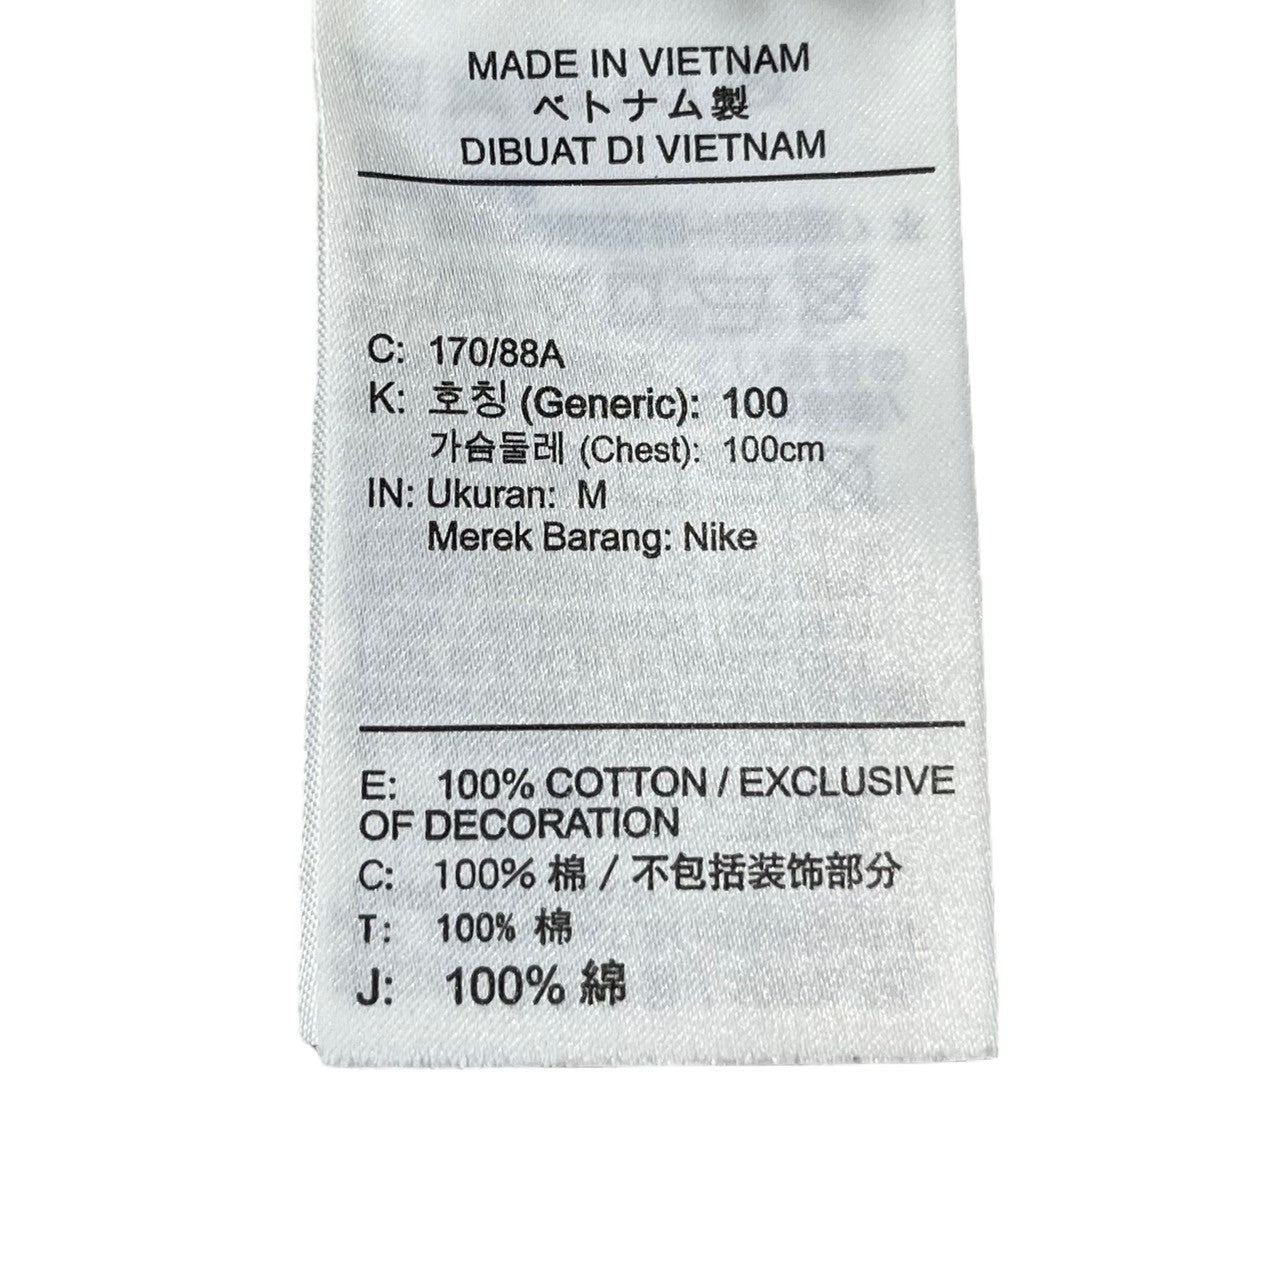 MADE IN VIETNAM
ベトナム製
DIBUAT DI VIETNAM
C: 170/88A
K: 호칭 (Generic): 100
가슴둘레 (Chest): 100cm
IN: Ukuran: M
Merek Barang: Nike
E: 100% COTTON / EXCLUSIVE
OF DECORATION
C: 100% 棉 / 不包括装饰部分
T: 100% 棉
J: 100% 綿